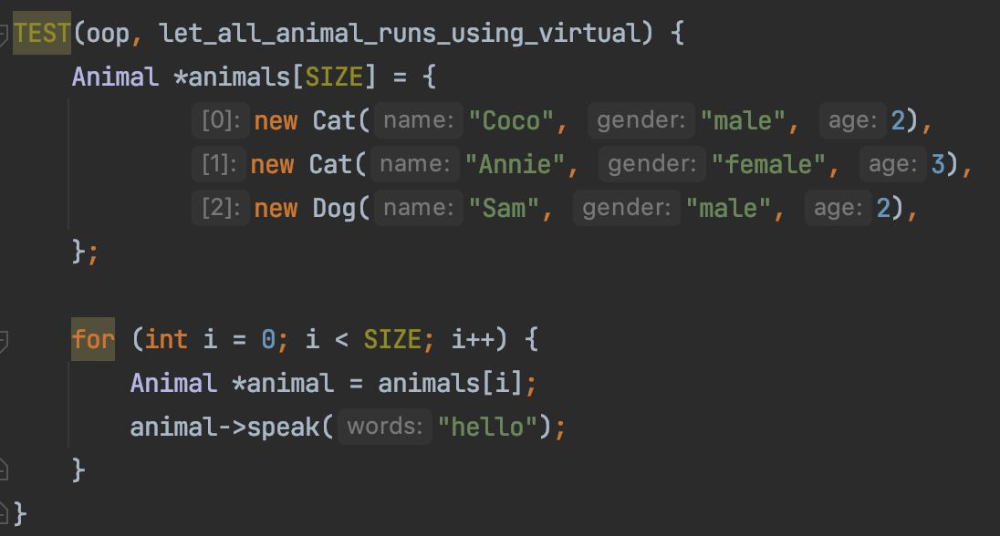 TEST(oop, let_all_animal_runs_using_virtual) {
    Animal *animals[SIZE] = {
            [0]: new Cat( name: "Coco", gender: "male", age: 2),
            [1]: new Cat( name: "Annie", gender: "female", age: 3),
            [2]: new Dog( name: "Sam", gender: "male", age: 2),
    };
    for (int i = 0; i < SIZE; i++) {
        Animal *animal = animals[i];
        animal->speak( words: "hello");
    }
}